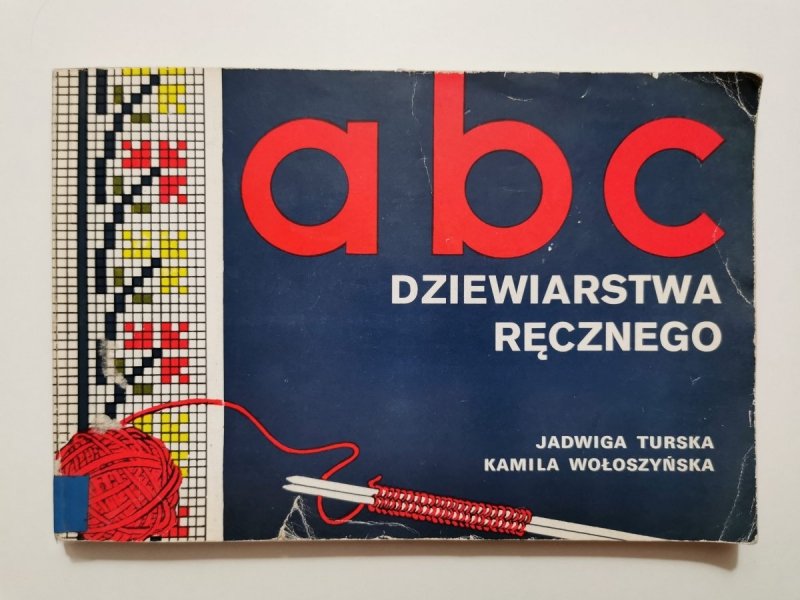 abc
DZIEWIARSTWA
RĘCZNEGO
JADWIGA TURSKA
KAMILA WOŁOSZYŃSKA